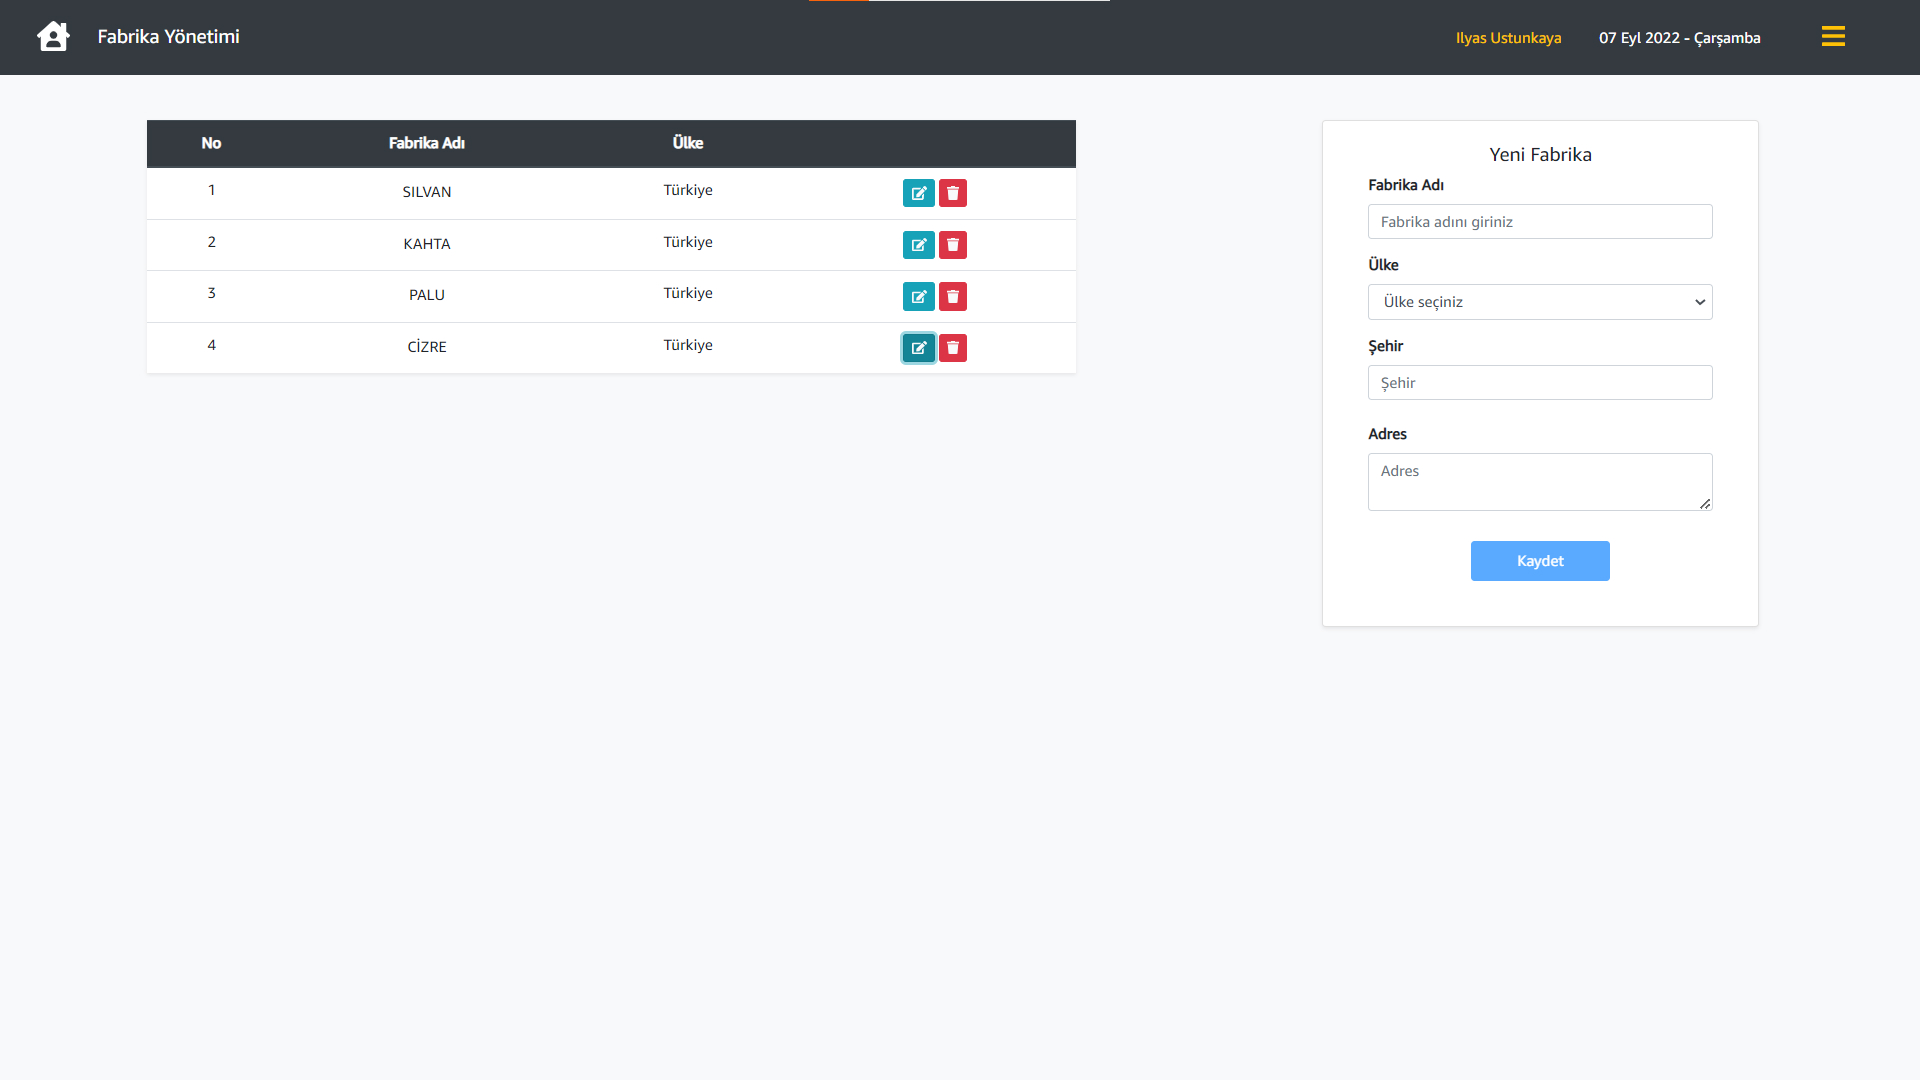 Fabrika Yönetimi
Ilyas Ustunkaya 07 Eyl 2022 - Çarşamba
No Fabrika Adı Ülke
1 SILVAN Türkiye
2 KAHTA Türkiye
3 PALU Türkiye
4 CİZRE Türkiye
Yeni Fabrika
Fabrika Adı
Fabrika adını giriniz
Ülke
Ülke seçiniz
Şehir
Şehir
Adres
Adres
Kaydet